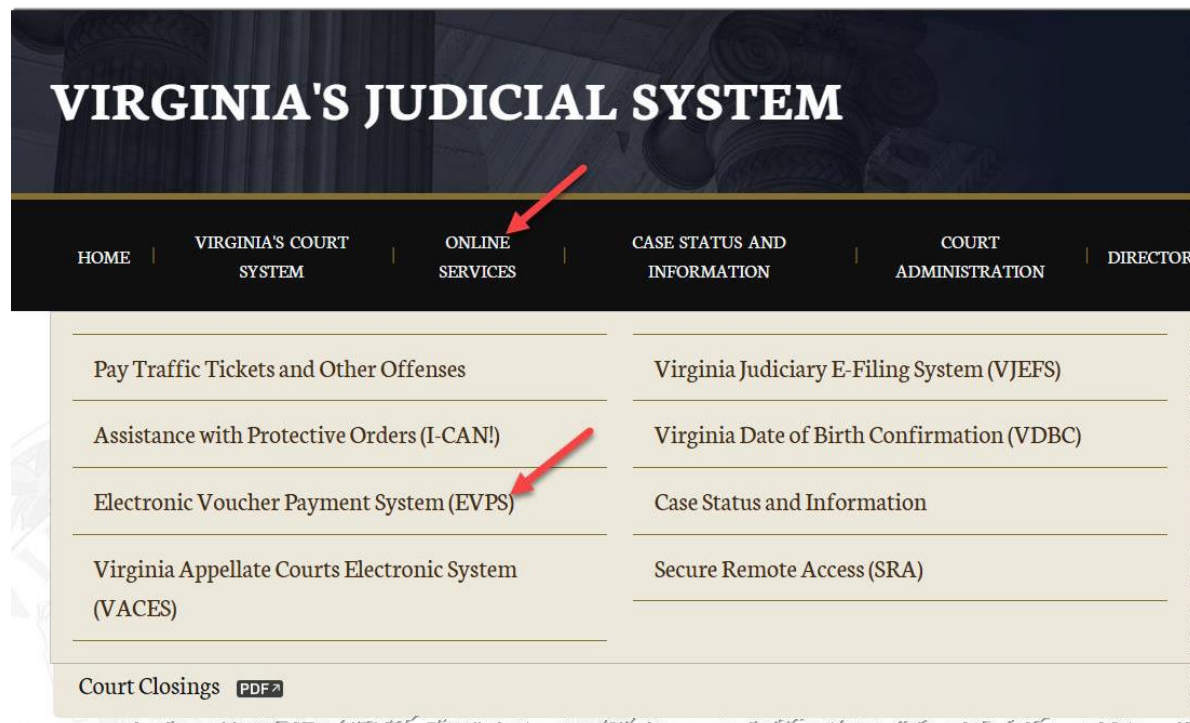 VIRGINIA'S JUDICIAL SYSTEM
HOME
VIRGINIA'S COURT
SYSTEM
ONLINE
SERVICES
CASE STATUS AND
INFORMATION
COURT
ADMINISTRATION
DIRECTOR
Pay Traffic Tickets and Other Offenses
Assistance with Protective Orders (I-CAN!)
Electronic Voucher Payment System (EVPS)
Virginia Appellate Courts Electronic System
(VACES)
Virginia Judiciary E-Filing System (VJEFS)
Virginia Date of Birth Confirmation (VDBC)
Case Status and Information
Secure Remote Access (SRA)
Court Closings PDF